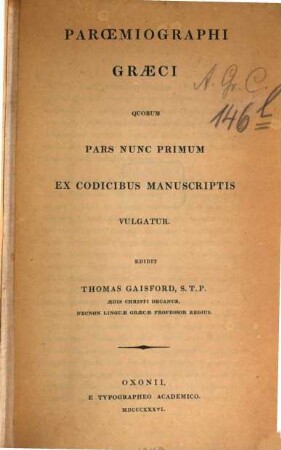 PARŒMIOGRAPHI
GRÆCI
A. Gr. C.
146 l
QUORUM
PARS NUNC PRIMUM
EX CODICIBUS MANUSCRIPTIS
VULGATUR.
EDIDIT
THOMAS GAISFORD, S. T. P.
ÆDIS CHRISTI DECANUS,
NECNON LINGUÆ GRÆCÆ PROFESSOR REGIUS.
OXONII,
E TYPOGRAPHEO ACADEMICO.
MDCCCXXXVI.